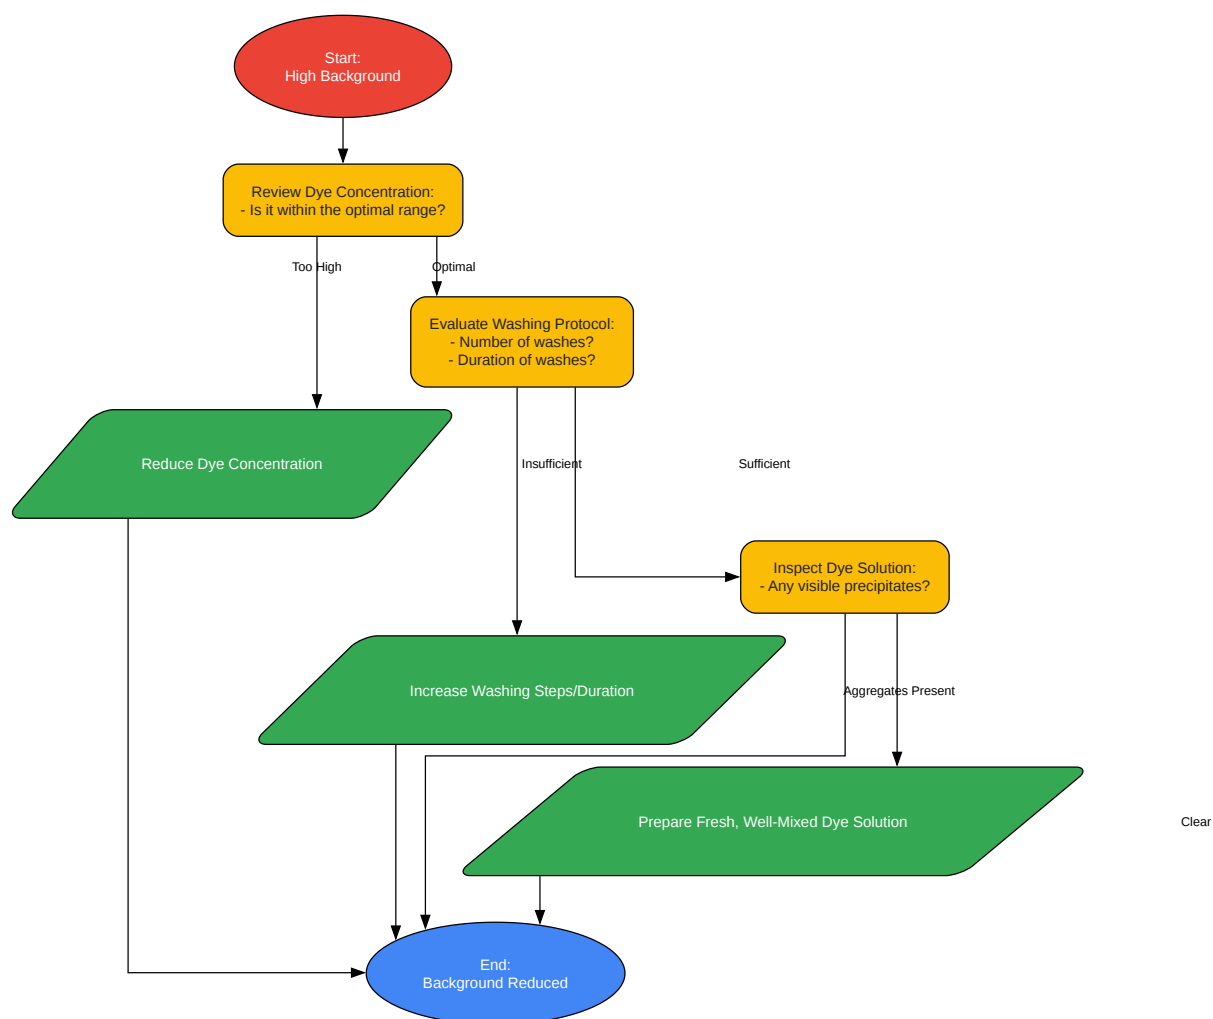 Start:
High Background
Review Dye Concentration:
- Is it within the optimal range?
Too High
Optimal
Evaluate Washing Protocol:
- Number of washes?
- Duration of washes?
Reduce Dye Concentration
Insufficient
Sufficient
Inspect Dye Solution:
- Any visible precipitates?
Increase Washing Steps/Duration
Aggregates Present
Prepare Fresh, Well-Mixed Dye Solution
Clear
End:
Background Reduced